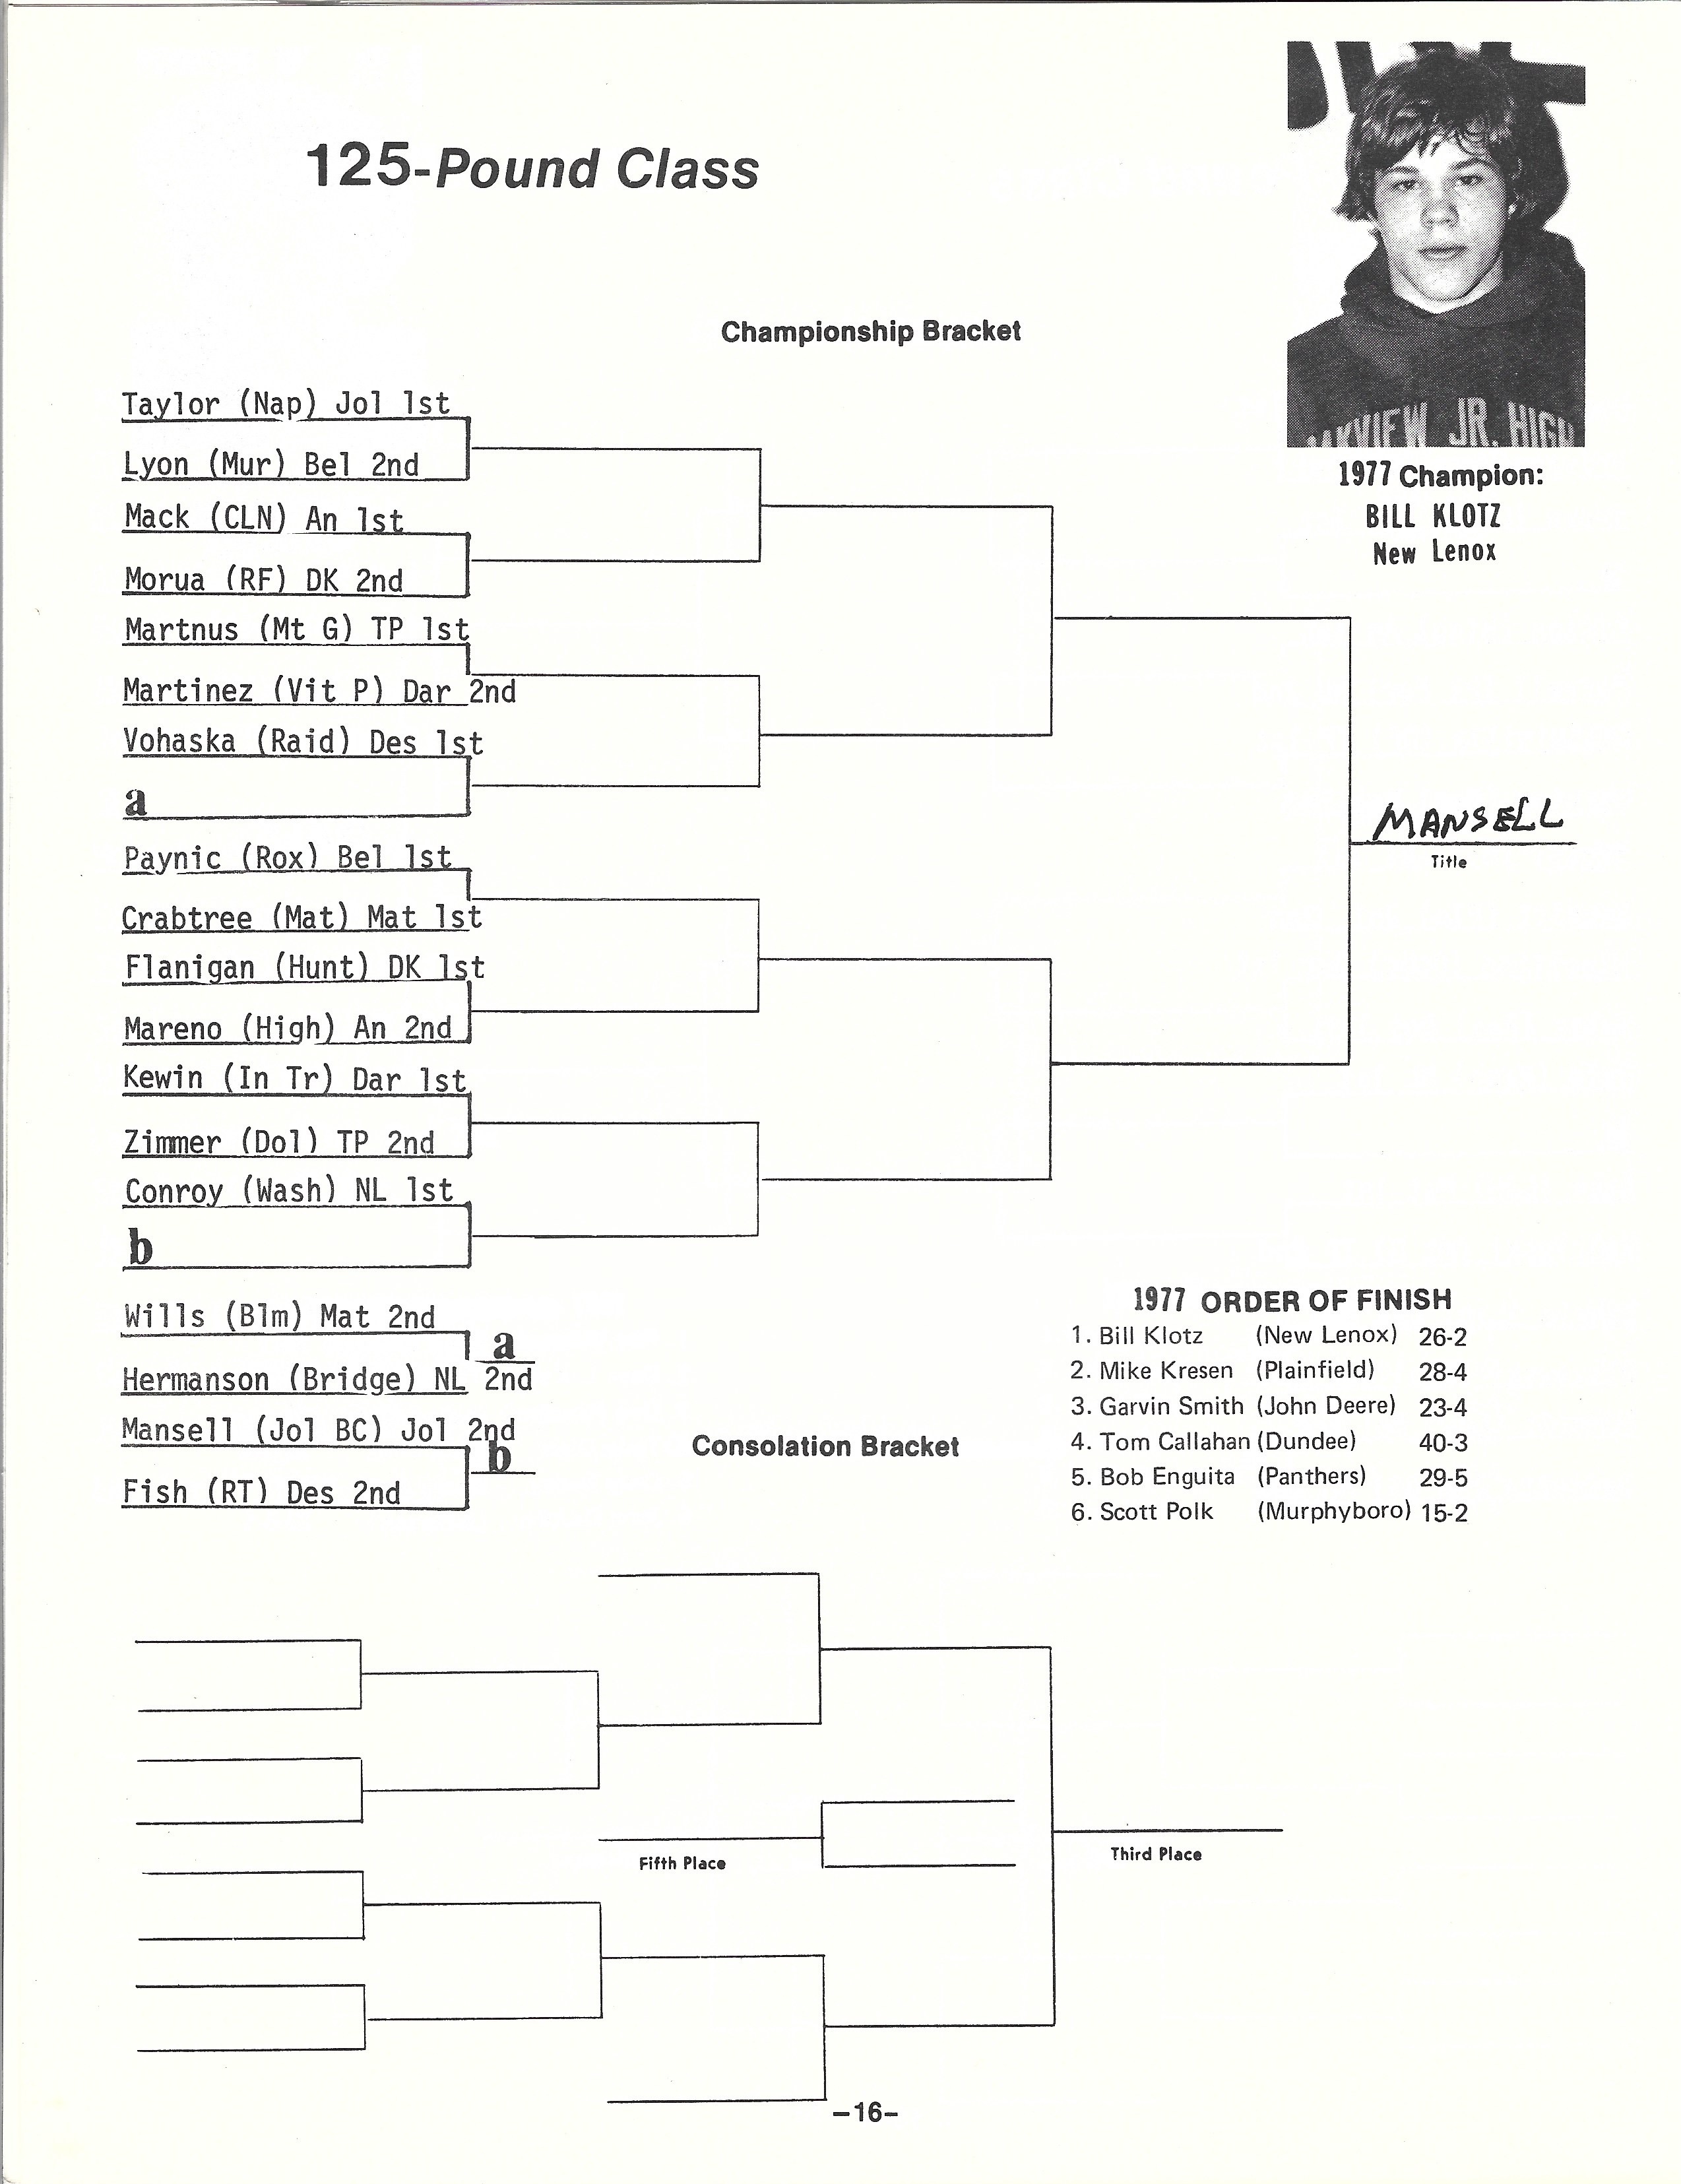 125-Pound Class
Championship Bracket
Taylor (Nap) Jol 1st
Lyon (Mur) Bel 2nd
Mack (CLN) An 1st
Morua (RF) DK 2nd
Martnus (Mt G) TP 1st
Martinez (Vit P) Dar 2nd
Vohaska (Raid) Des 1st
a
Paynic (Rox) Bel 1st
Crabtree (Mat) Mat 1st
Flanigan (Hunt) DK 1st
Mareno (High) An 2nd
Kewin (In Tr) Dar 1st
Zimmer (Dol) TP 2nd
Conroy (Wash) NL 1st
b
Wills (Blm) Mat 2nd
a
Hermanson (Bridge) NL 2nd
Mansell (Jol BC) Jol 2nd
b
Fish (RT) Des 2nd
JR. HIGH
1977 Champion:
BILL KLOTZ
New Lenox
MANSELL
Title
1977 ORDER OF FINISH
1. Bill Klotz (New Lenox) 26-2
2. Mike Kresen (Plainfield) 28-4
3. Garvin Smith (John Deere) 23-4
4. Tom Callahan (Dundee) 40-3
5. Bob Enguita (Panthers) 29-5
6. Scott Polk (Murphyboro) 15-2
Consolation Bracket
Fifth Place
Third Place
-16-